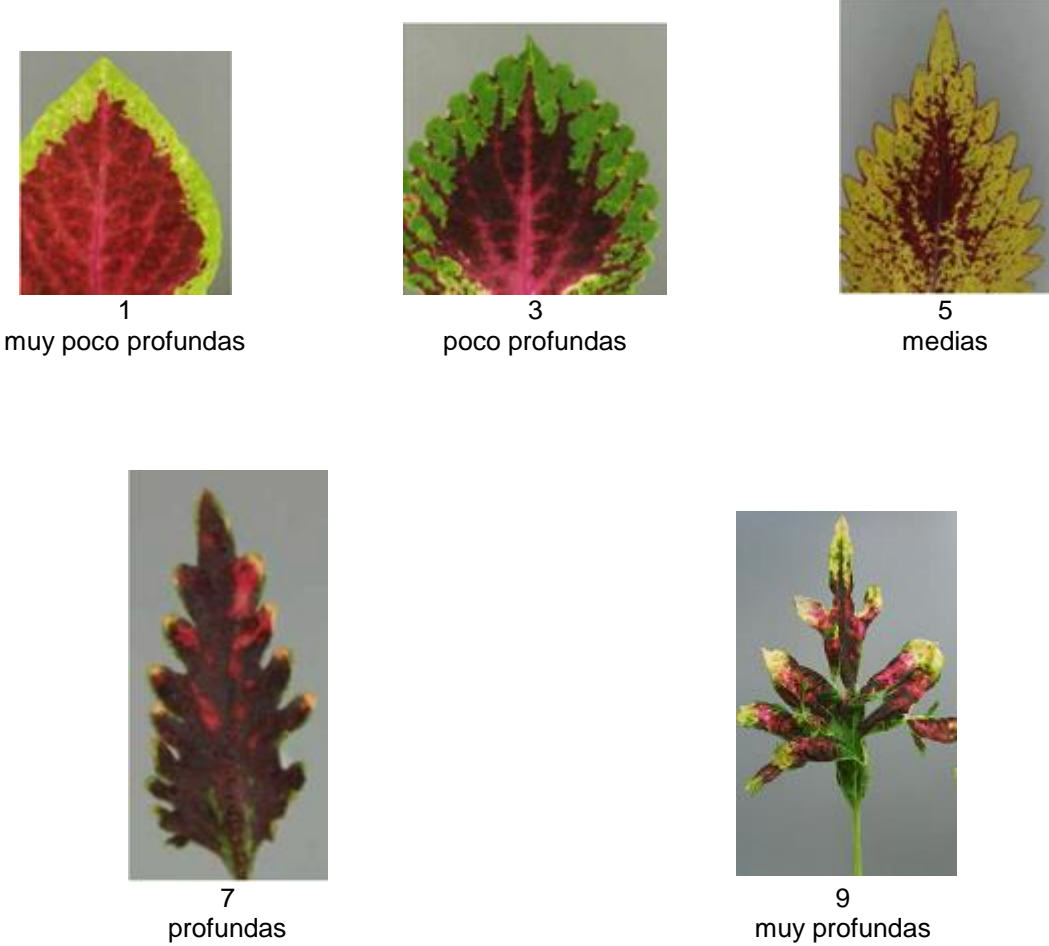 1
muy poco profundas
3
poco profundas
5
medias
7
profundas
9
muy profundas